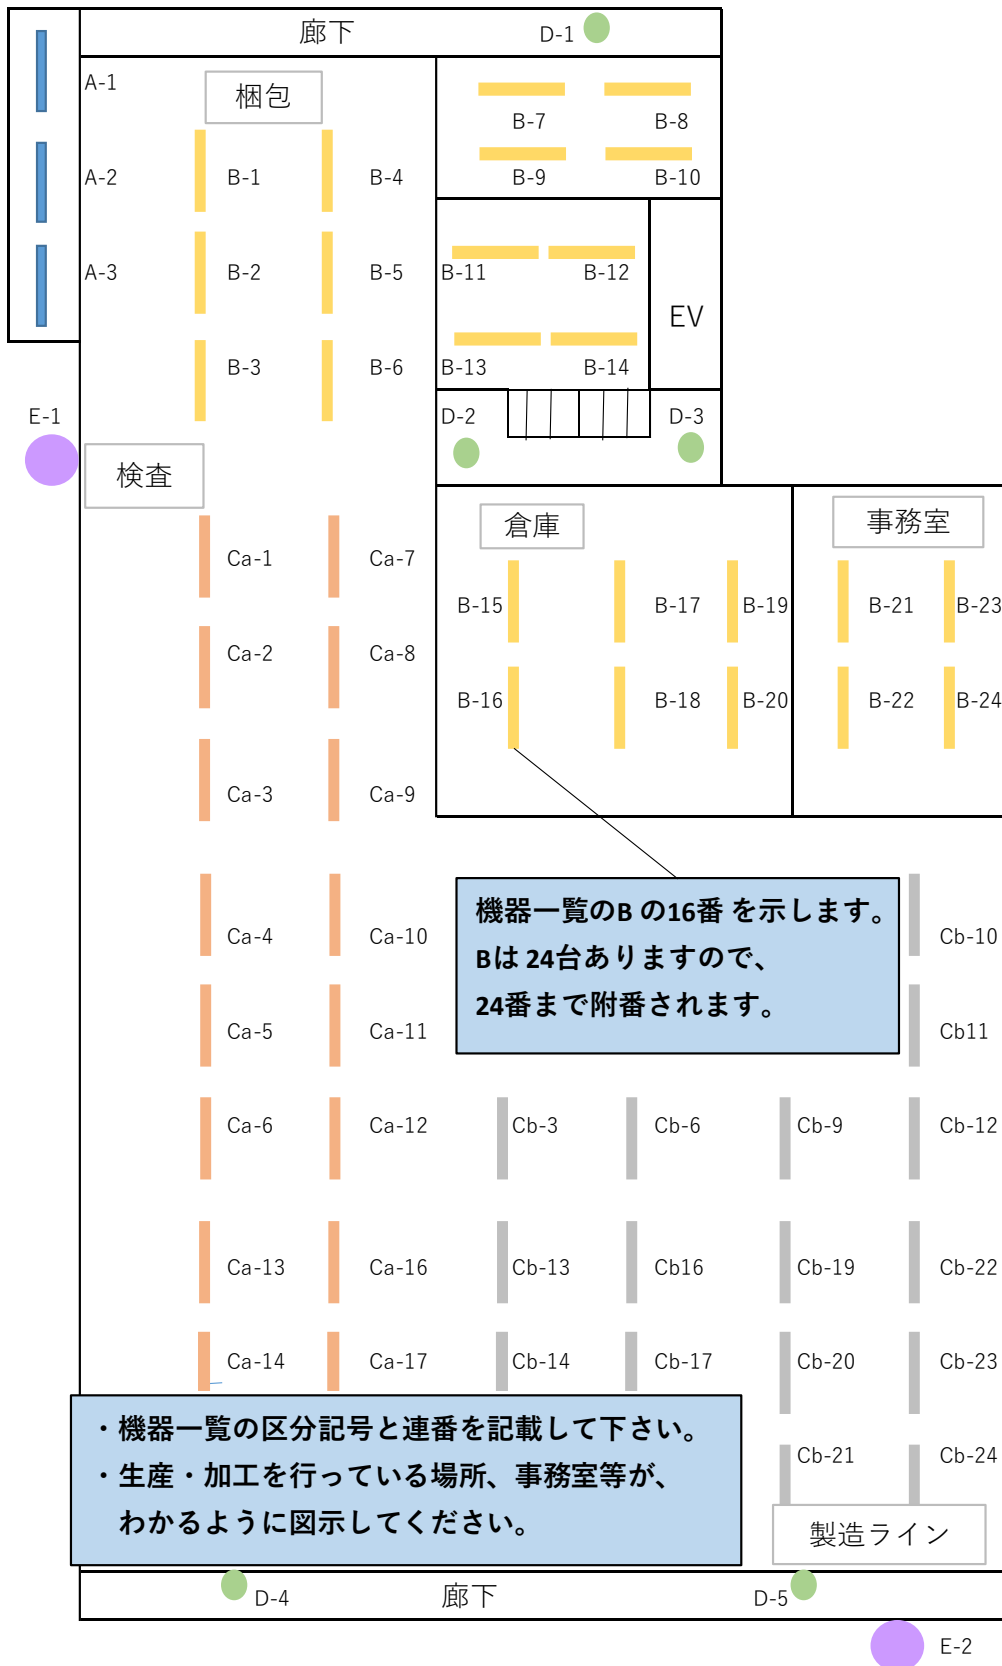 廊下 D-1
A-1 梱包
B-7 B-8
A-2 B-1 B-4 B-9 B-10
A-3 B-2 B-5 B-11 B-12
EV
B-3 B-6 B-13 B-14
E-1 D-2 D-3
検査
倉庫 事務室
Ca-1 Ca-7
B-15 B-17 B-19 B-21 B-23
Ca-2 Ca-8
B-16 B-18 B-20 B-22 B-24
Ca-3 Ca-9
機器一覧のB の16番 を示します。
Bは 24台ありますので、
24番まで附番されます。
Ca-4 Ca-10 Cb-10
Ca-5 Ca-11 Cb11
Ca-6 Ca-12 Cb-3 Cb-6 Cb-9 Cb-12
Ca-13 Ca-16 Cb-13 Cb16 Cb-19 Cb-22
Ca-14 Ca-17 Cb-14 Cb-17 Cb-20 Cb-23
・機器一覧の区分記号と連番を記載して下さい。
・生産・加工を行っている場所、事務室等が、
わかるように図示してください。
Cb-21 Cb-24
製造ライン
D-4 廊下 D-5
E-2